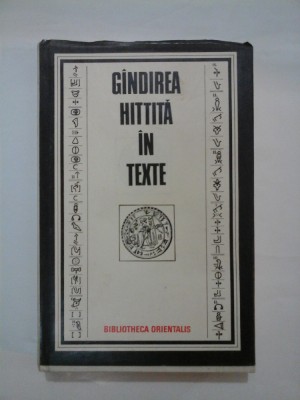 GÎNDIREA
HITTITĂ
ÎN
TEXTE
BIBLIOTHECA ORIENTALIS